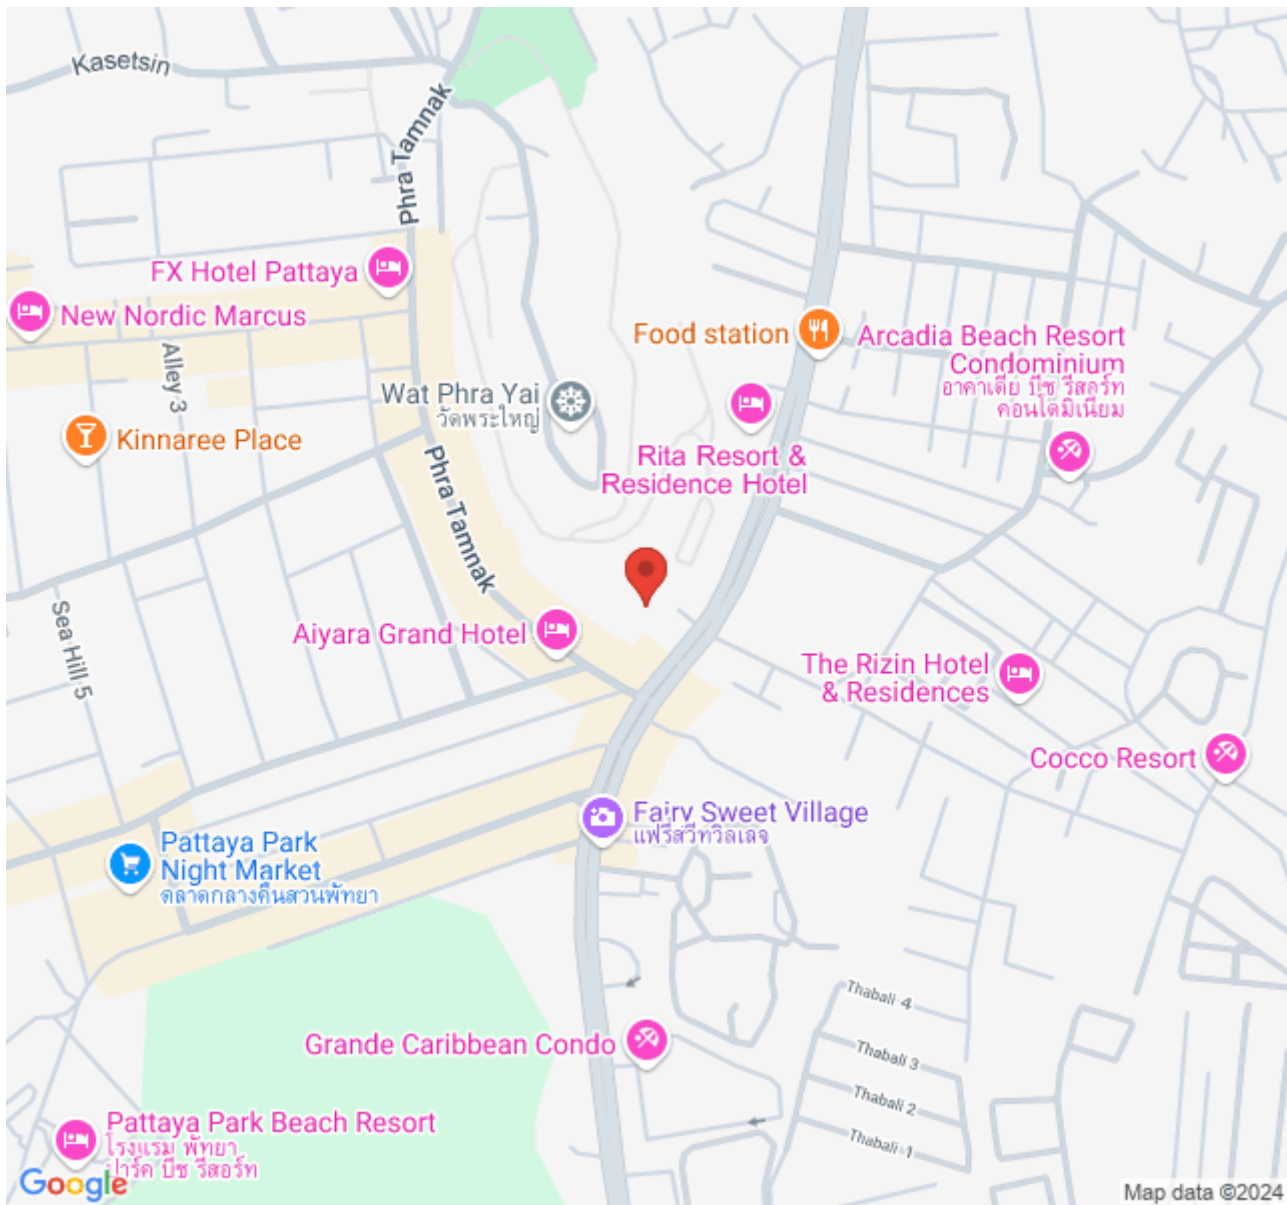 Kasetsin
Phra Tamnak
FX Hotel Pattaya
New Nordic Marcus
Alley 3
Food station
Arcadia Beach Resort
Condominium
อาคาเดีย บีช รีสอร์ท
คอนโดมิเนียม
Wat Phra Yai
วัดพระใหญ่
Kinnaree Place
Rita Resort &
Residence Hotel
Phra Tamnak
Sea Hill 5
Aiyara Grand Hotel
The Rizin Hotel
& Residences
Cocco Resort
Fairy Sweet Village
แฟรี่สวีทวิลเลจ
Pattaya Park
Night Market
ตลาดกลางคืนสวนพัทยา
Thabali 4
Grande Caribbean Condo
Thabali 3
Thabali 2
Thabali 1
Pattaya Park Beach Resort
โรงแรม พัทยา
ปาร์ค บีช รีสอร์ท
Google
Map data ©2024